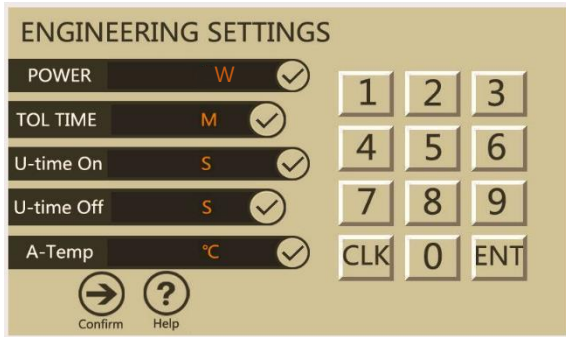 ENGINEERING SETTINGS
POWER W
TOL TIME M
U-time On S
U-time Off S
A-Temp ℃
1 2 3
4 5 6
7 8 9
CLK 0 ENT
Confirm Help
?